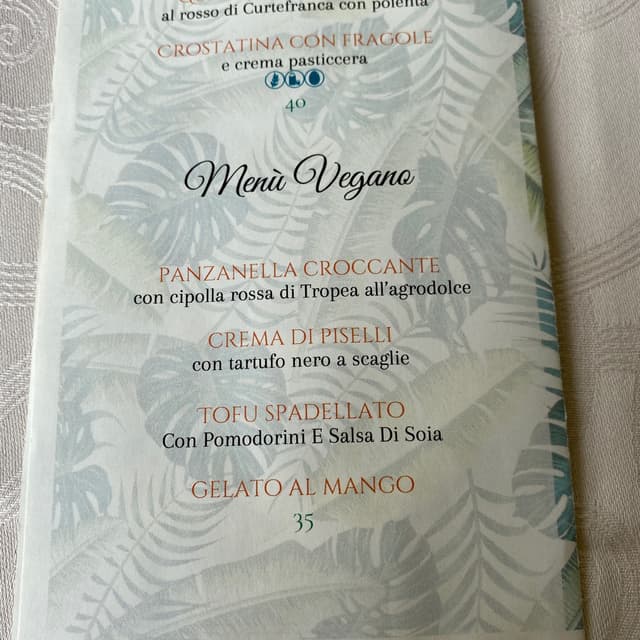 al rosso di Curtefranca con polenta
CROSTATINA CON FRAGOLE
e crema pasticcera
40
Menù Vegano
PANZANELLA CROCCANTE
con cipolla rossa di Tropea all'agrodolce
CREMA DI PISELLI
con tartufo nero a scaglie
TOFU SPADELLATO
Con Pomodorini E Salsa Di Soia
GELATO AL MANGO
35